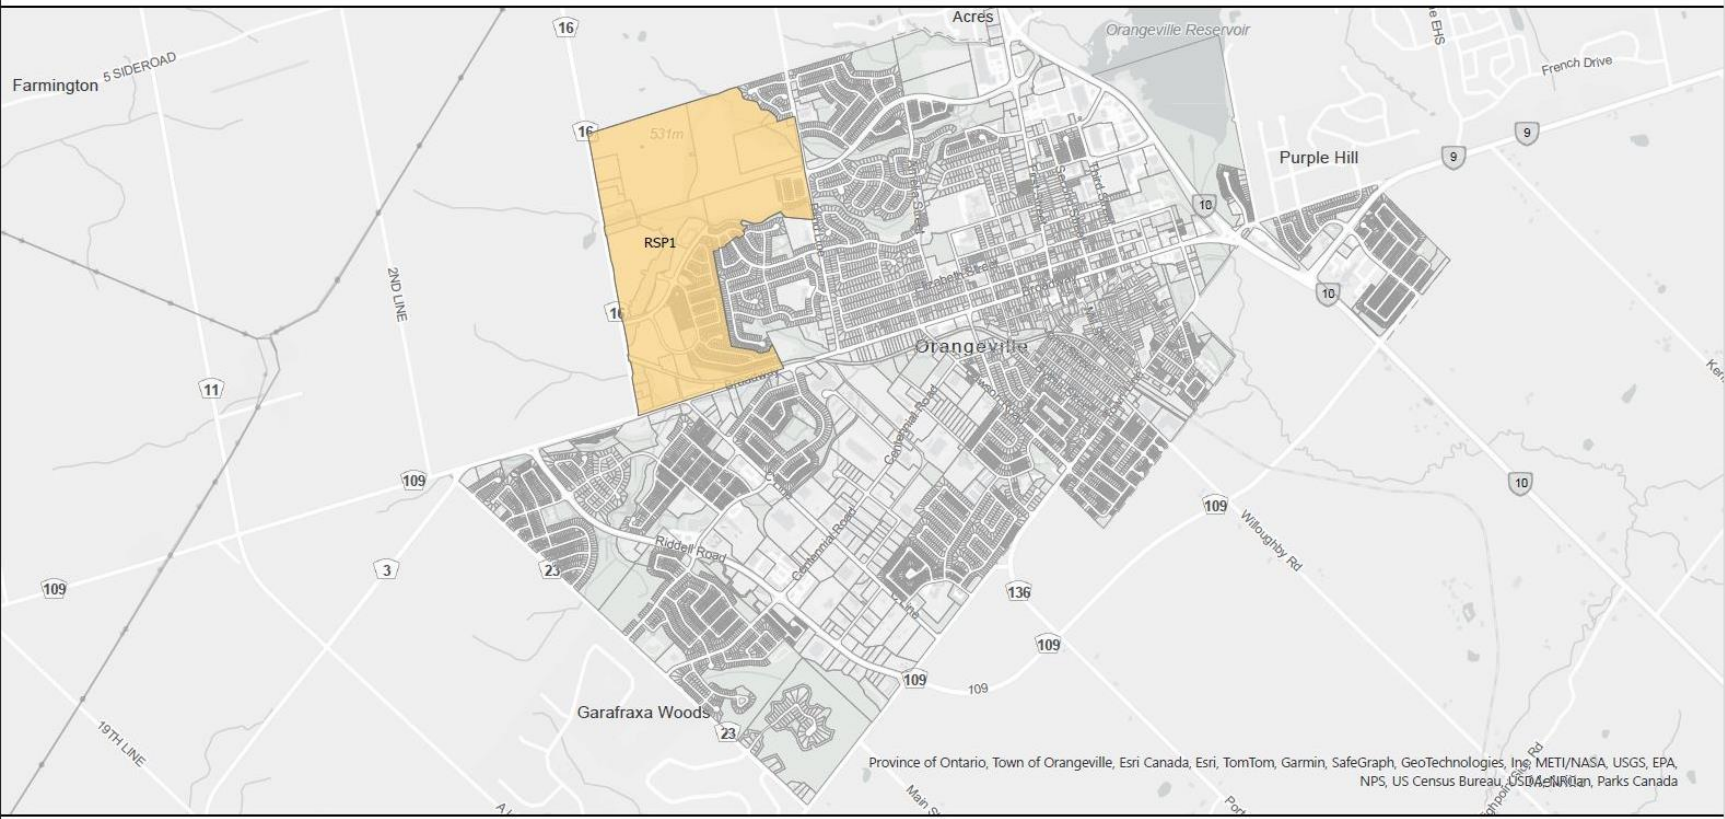 Acres
16
Orangeville Reservoir
Farmington
5 SIDEROAD
French Drive
16
531m
9
9
Purple Hill
10
RSP1
Elizabeth Street
Broadway
2ND LINE
16
10
Orangeville
11
Broadway
Centennial Road
109
10
109
Willoughby Rd
Centennial Road
Riddell Road
3
23
109
136
109
109
109
Garafraxa Woods
23
19TH LINE
Province of Ontario, Town of Orangeville, Esri Canada, Esri, TomTom, Garmin, SafeGraph, GeoTechnologies, Inc, METI/NASA, USGS, EPA,
NPS, US Census Bureau, USDA, NRCan, Parks Canada
Main St